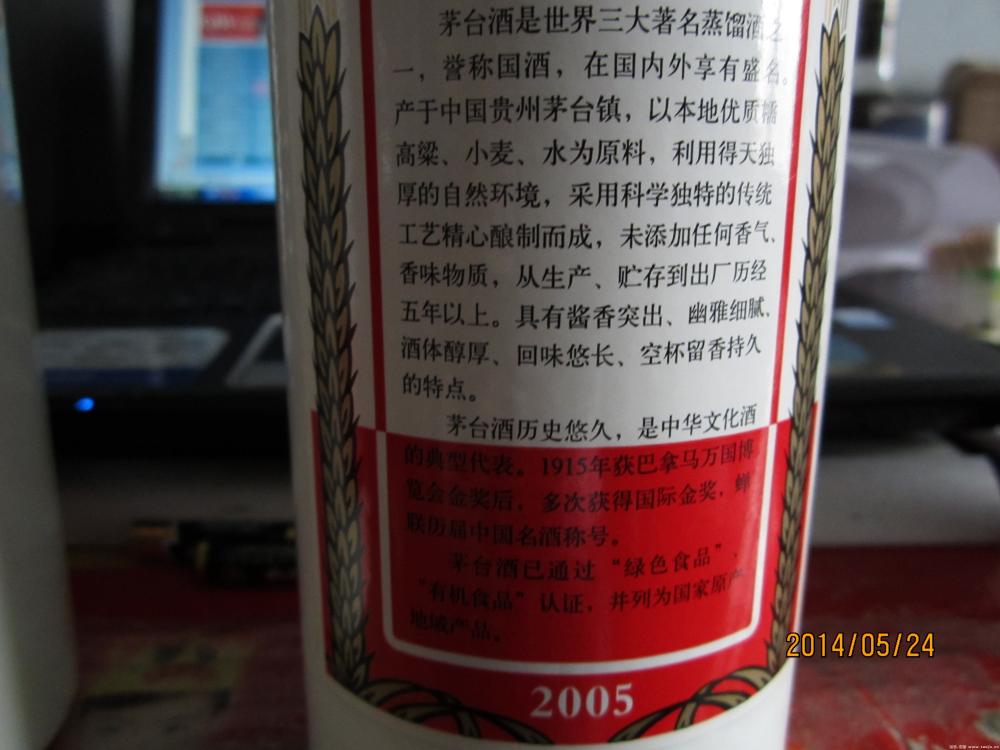 茅台酒是世界三大著名蒸馏酒之
一，誉称国酒，在国内外享有盛名。
产于中国贵州茅台镇，以本地优质糯
高粱、小麦、水为原料，利用得天独
厚的自然环境，采用科学独特的传统
工艺精心酿制而成，未添加任何香气、
香味物质，从生产、贮存到出厂历经
五年以上。具有酱香突出、幽雅细腻、
酒体醇厚、回味悠长、空杯留香持久
的特点。
茅台酒历史悠久，是中华文化酒
的典型代表。1915年获巴拿马万国博
览会金奖后，多次获得国际金奖，蝉
联历届中国名酒称号。
茅台酒已通过“绿色食品”、
“有机食品”认证，并列为国家原产
地域产品。
2005
2014/05/24